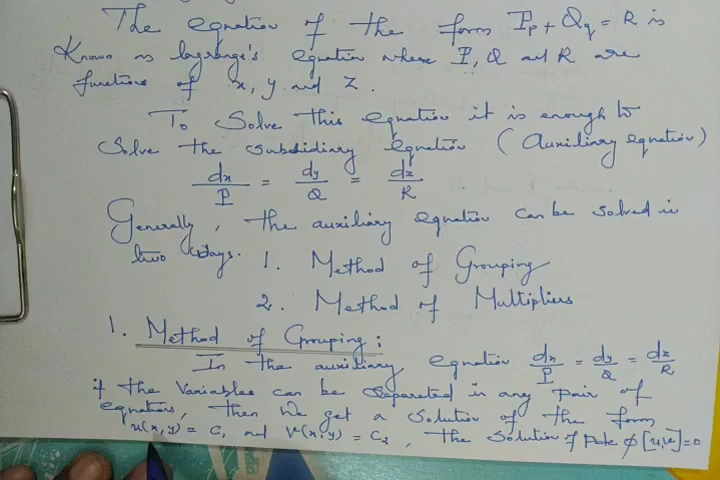 The equation of the form Pp + Qq = R is
Known as lagrange's equation where P, Q and R are
functions of x, y and z.
To Solve this equation it is enough to
Solve the subsidiary equation (Auxiliary equation)
dx/P = dy/Q = dz/R
Generally, the auxiliary equation can be solved in
two ways. 1. Method of Grouping
2. Method of Multipliers
1. Method of Grouping:
In the auxiliary equation dx/P = dy/Q = dz/R
if the variables can be separated in any pair of
equations, then we get a solution of the form
u(x, y) = C₁ and V(x, y) = C₂, the solution of pde ϕ[u,v]=0